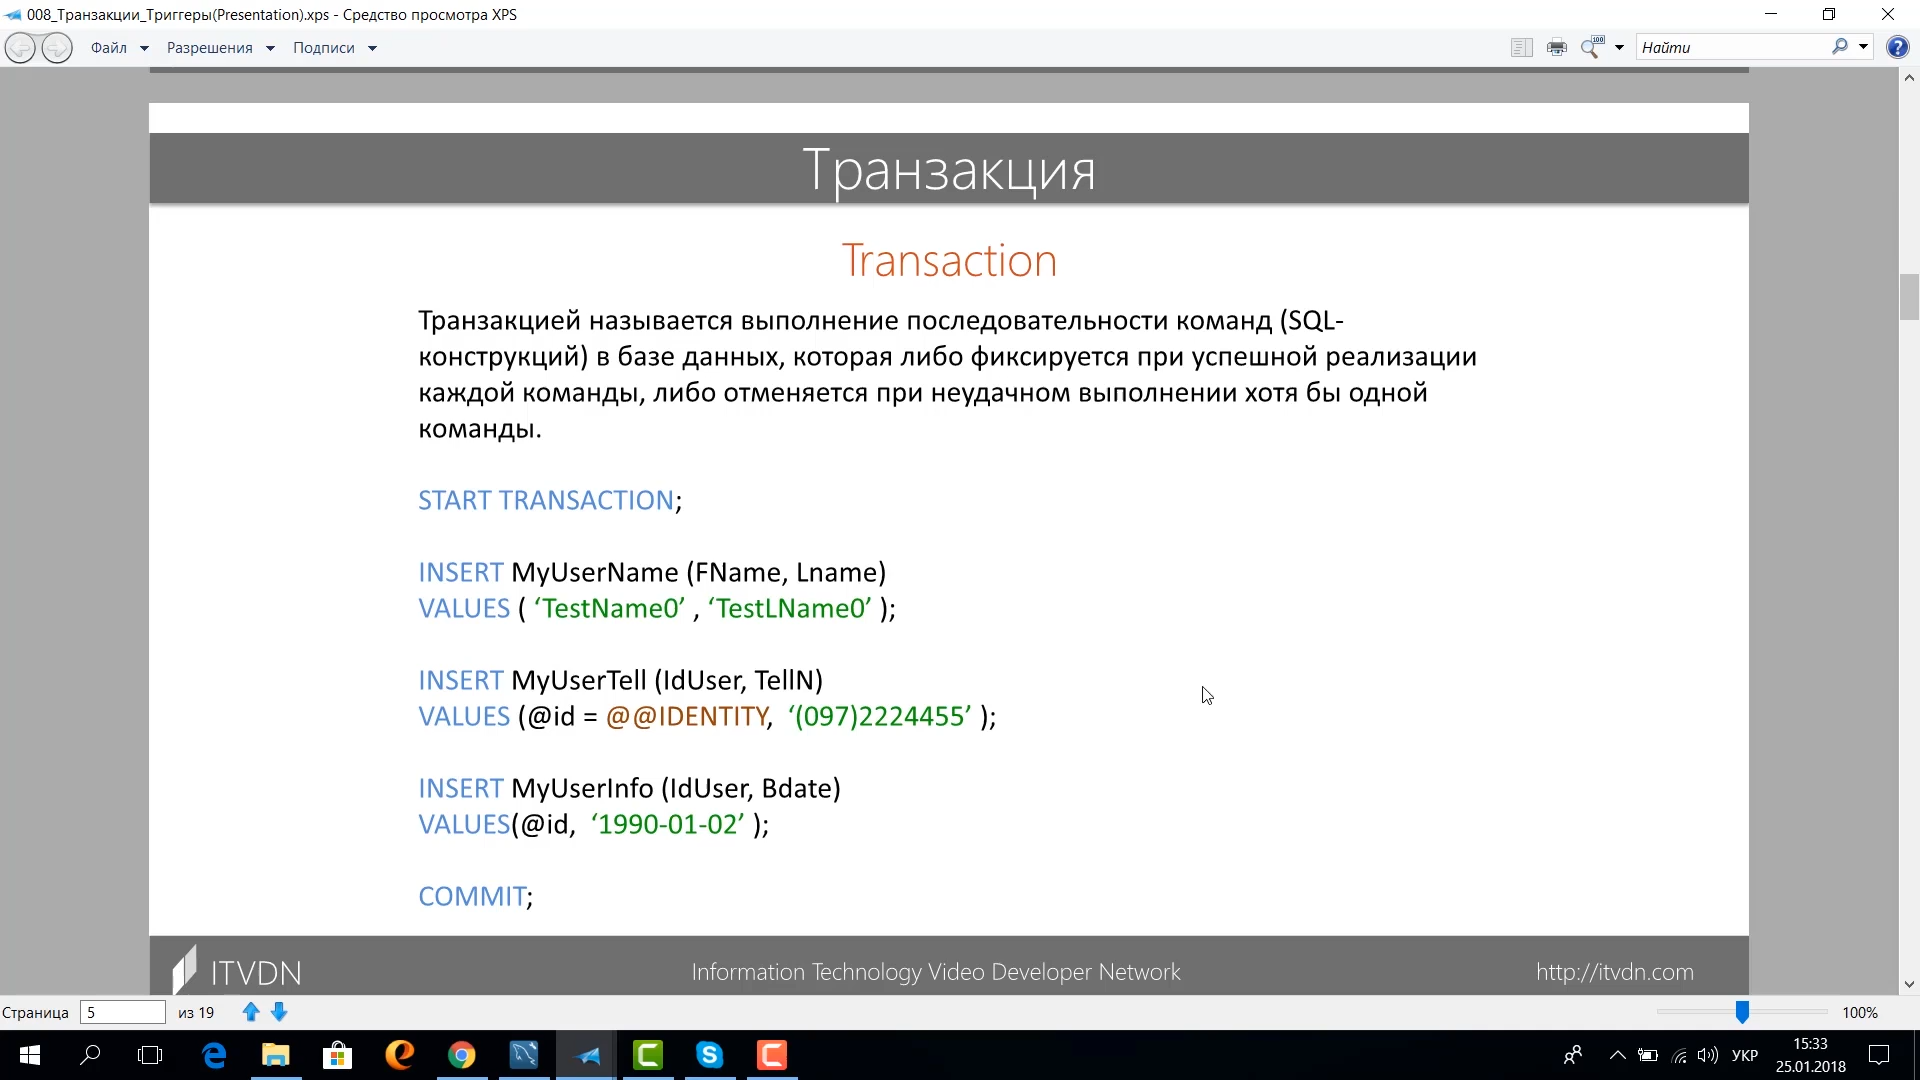 008_Транзакции_Триггеры(Presentation).xps - Средство просмотра XPS
Файл Разрешения Подписи
100
Найти
Транзакция
Transaction
Транзакцией называется выполнение последовательности команд (SQL-
конструкций) в базе данных, которая либо фиксируется при успешной реализации
каждой команды, либо отменяется при неудачном выполнении хотя бы одной
команды.
START TRANSACTION;
INSERT MyUserName (FName, Lname)
VALUES ( ‘TestName0’ , ‘TestLName0’ );
INSERT MyUserTell (IdUser, TellN)
VALUES (@id = @@IDENTITY, ‘(097)2224455’ );
INSERT MyUserInfo (IdUser, Bdate)
VALUES(@id, ‘1990-01-02’ );
COMMIT;
ITVDN
Information Technology Video Developer Network
http://itvdn.com
Страница 5 из 19
100%
УКР
15:33
25.01.2018